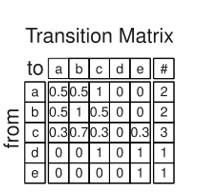 Transition Matrix
to a b c d e #
a 0.5 0.5 1 0 0 2
b 0.5 1 0.5 0 0 2
from
c 0.3 0.7 0.3 0 0.3 3
d 0 0 1 0 1 1
e 0 0 0 0 1 1